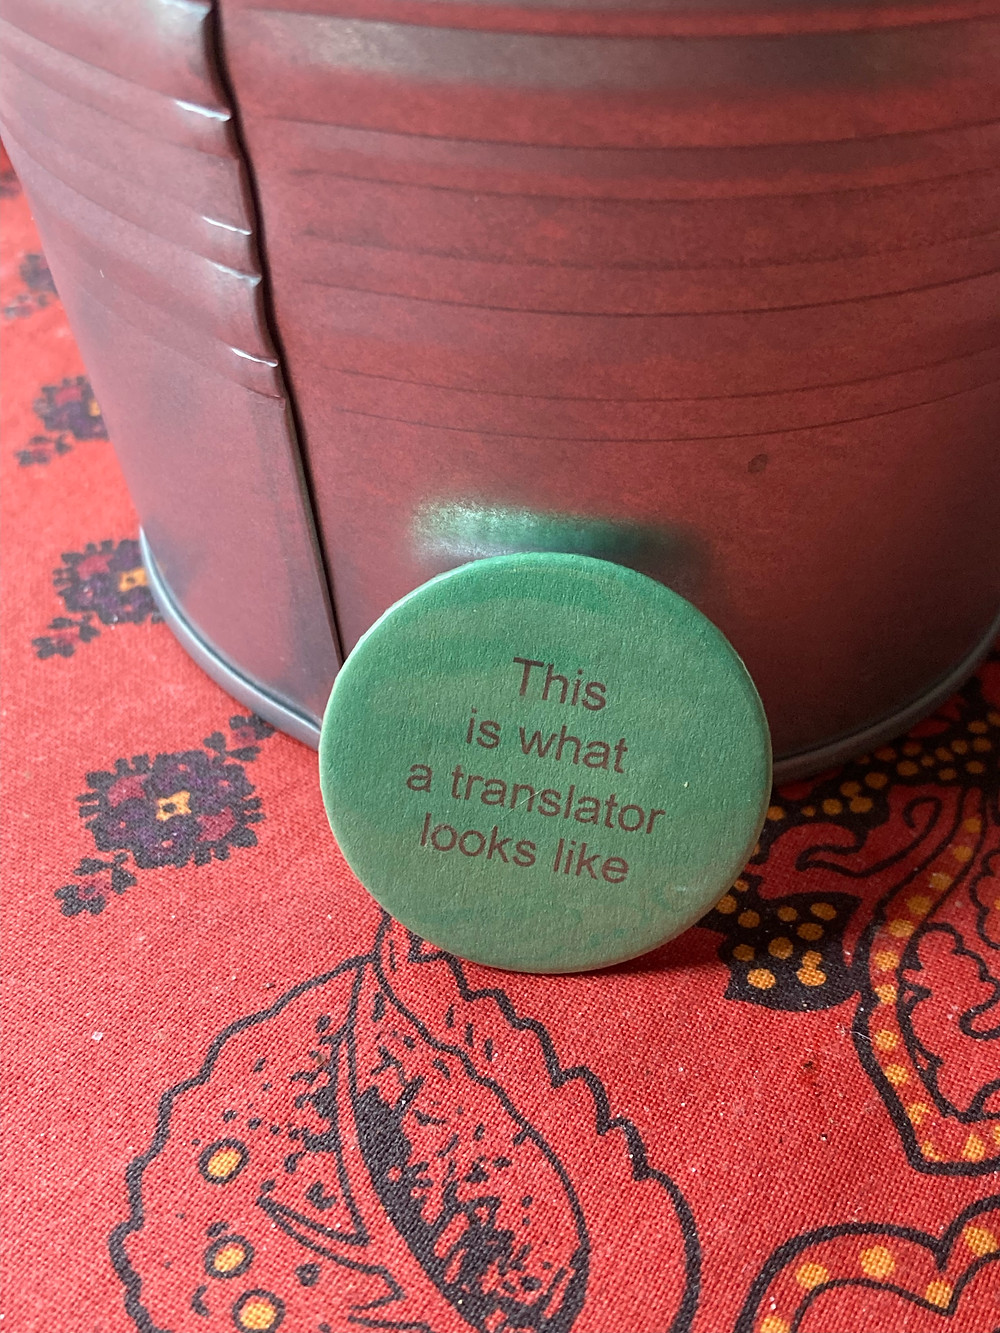 This
is what
a translator
looks like